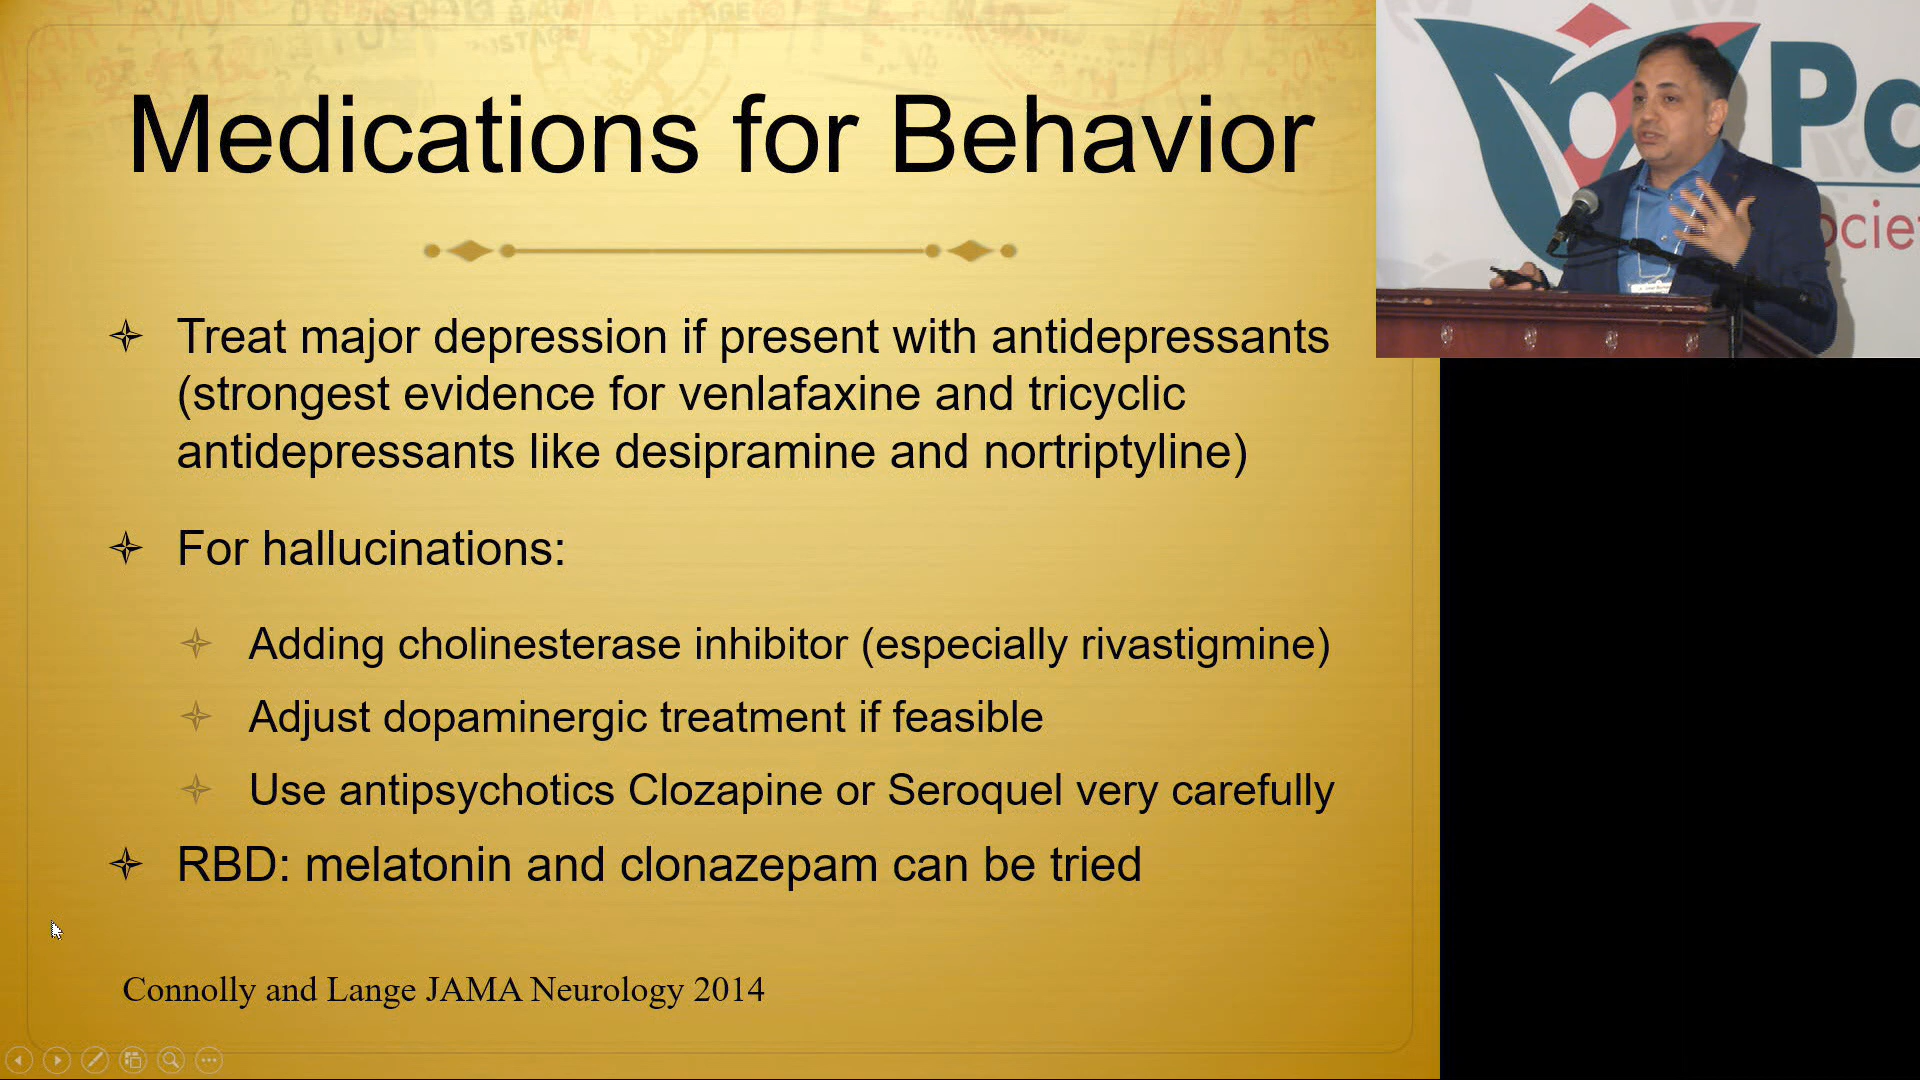 Medications for Behavior
Treat major depression if present with antidepressants
(strongest evidence for venlafaxine and tricyclic
antidepressants like desipramine and nortriptyline)
For hallucinations:
Adding cholinesterase inhibitor (especially rivastigmine)
Adjust dopaminergic treatment if feasible
Use antipsychotics Clozapine or Seroquel very carefully
RBD: melatonin and clonazepam can be tried
Connolly and Lange JAMA Neurology 2014
Pa
ociet